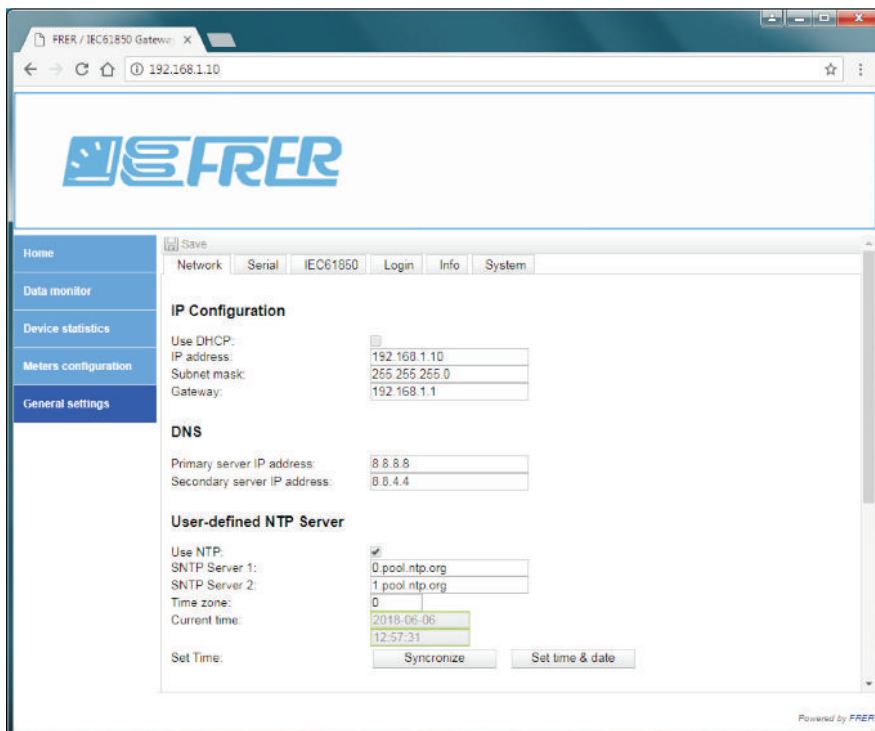 FRER / IEC61850 Gatewa
192.168.1.10
FRER
Home
Data monitor
Device statistics
Meters configuration
General settings
Save
Network Serial IEC61850 Login Info System
IP Configuration
Use DHCP:
IP address: 192.168.1.10
Subnet mask: 255.255.255.0
Gateway: 192.168.1.1
DNS
Primary server IP address: 8.8.8.8
Secondary server IP address: 8.8.4.4
User-defined NTP Server
Use NTP:
SNTP Server 1: 0.pool.ntp.org
SNTP Server 2: 1.pool.ntp.org
Time zone: 0
Current time: 2018-06-06
12:57:31
Set Time: Syncronize Set time & date
Powered by FRER